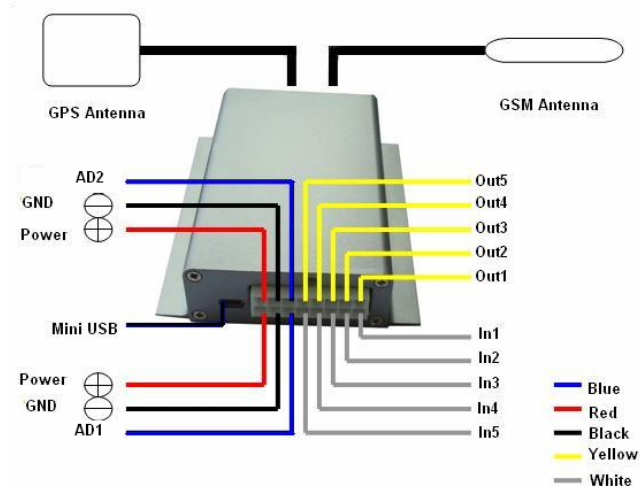 GPS Antenna
GSM Antenna
AD2
GND
Power
Out5
Out4
Out3
Out2
Out1
Mini USB
In1
In2
In3
In4
In5
Power
GND
AD1
Blue
Red
Black
Yellow
White